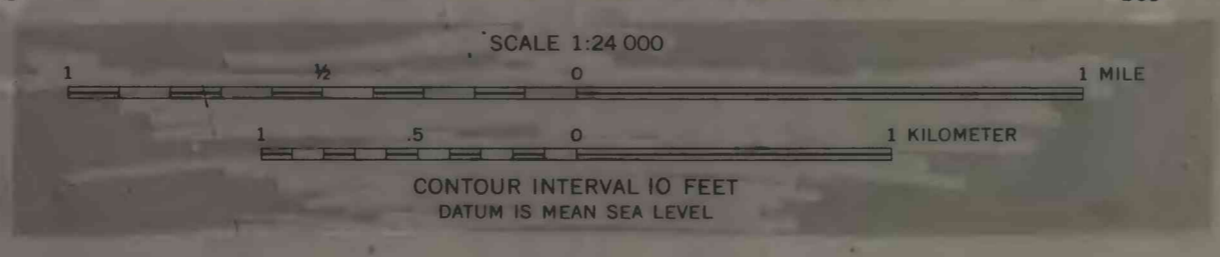 SCALE 1:24 000
1 ½ 0 1 MILE
1 .5 0 1 KILOMETER
CONTOUR INTERVAL 10 FEET
DATUM IS MEAN SEA LEVEL